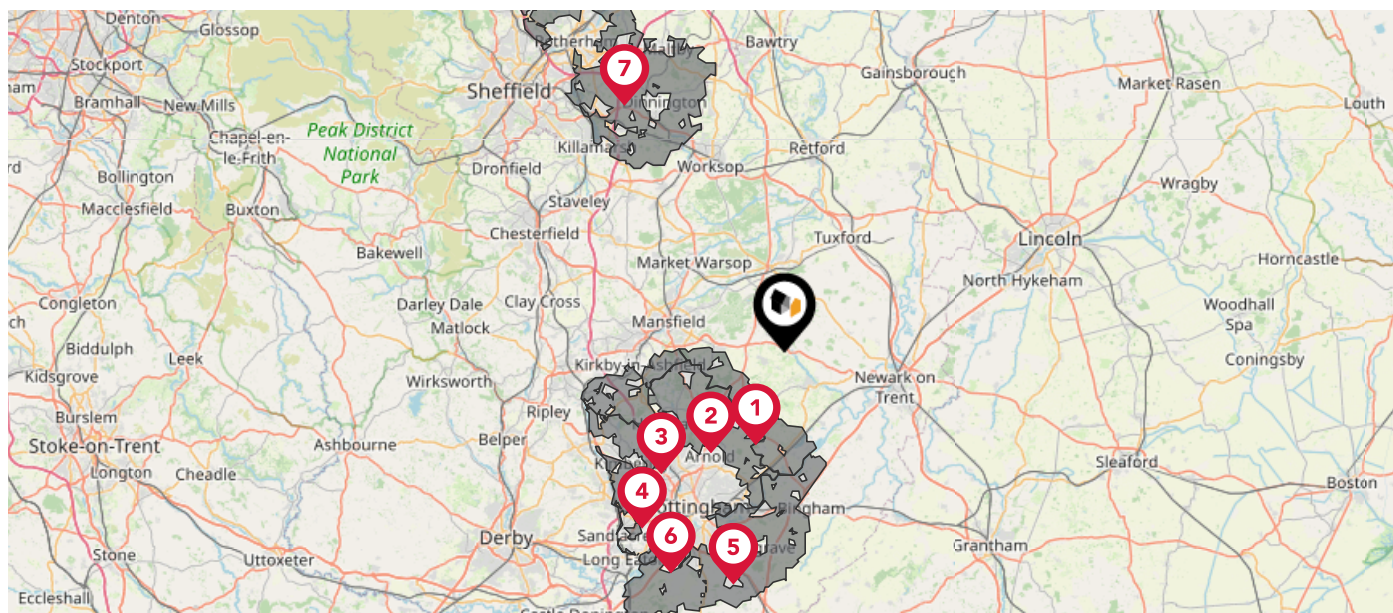 Denton
Glossop
Stockport
Bramhall
New Mills
Sheffield
Bawtry
Gainsborough
Market Rasen
Louth
7
Dinnington
Chapel-en-
le-Frith
Peak District
National
Park
Dronfield
Worksop
Retford
Bollington
Macclesfield
Buxton
Staveley
Wragby
Bakewell
Chesterfield
Tuxford
Lincoln
Market Warsop
North Hykeham
Horncastle
Congleton
Darley Dale
Clay Cross
Matlock
Mansfield
Woodhall
Spa
Biddulph
Leek
Kirkby-in-Ashfield
Coningsby
Kidsgrove
Wirksworth
Newark on
Trent
Burslem
Ripley
1
2
3
Stoke-on-Trent
Ashbourne
Belper
Arnold
Sleaford
Longton
Cheadle
4
Boston
Bingham
Derby
6
5
Stone
Uttoxeter
Grantham
Eccleshall